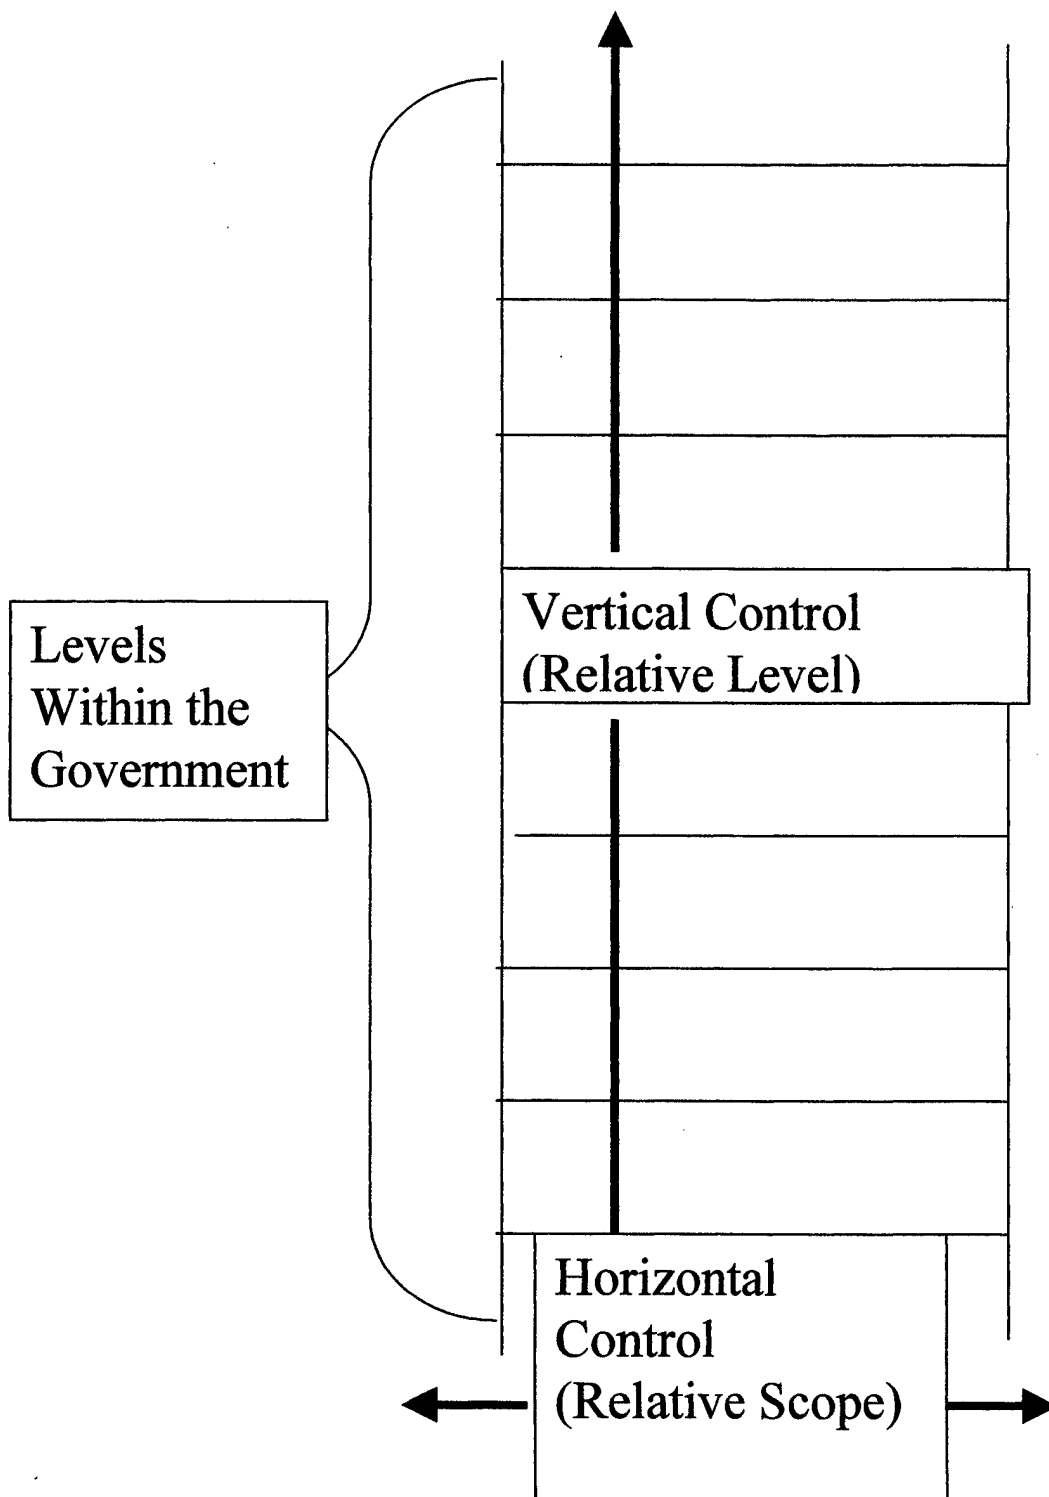 Levels
Within the
Government
Vertical Control
(Relative Level)
Horizontal
Control
(Relative Scope)